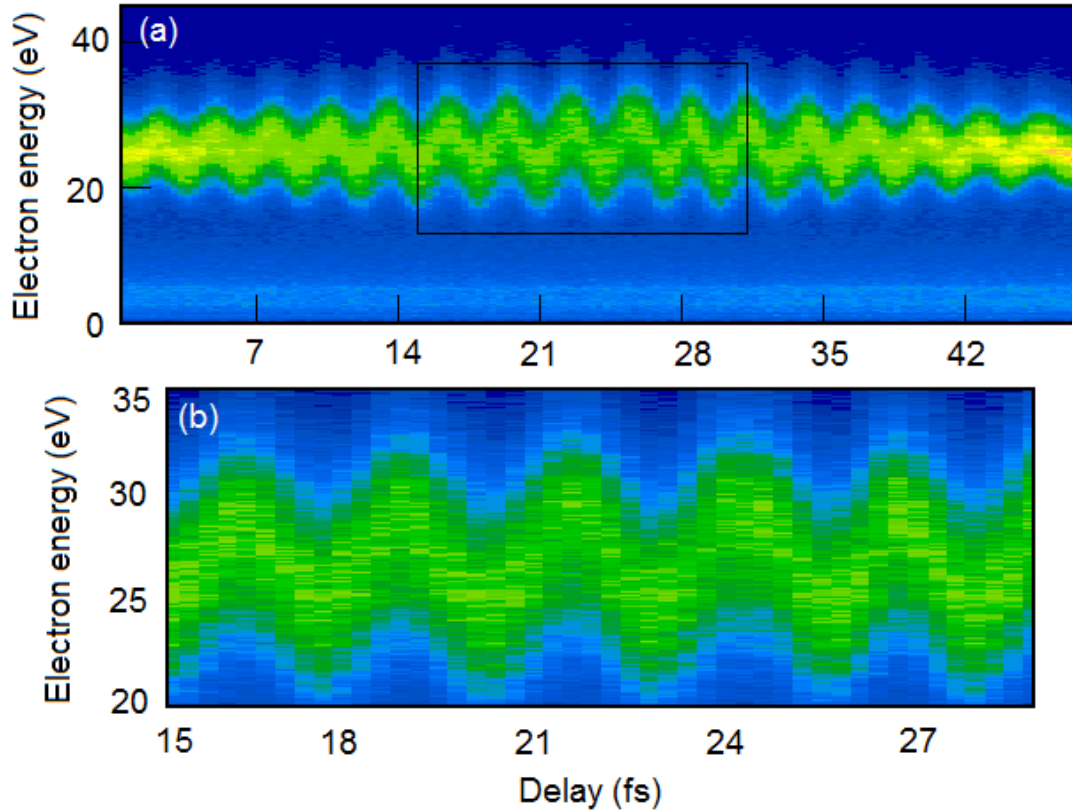 (a)
Electron energy (eV)
40
20
0
7 14 21 28 35 42
(b)
Electron energy (eV)
35
30
25
20
15 18 21 24 27
Delay (fs)